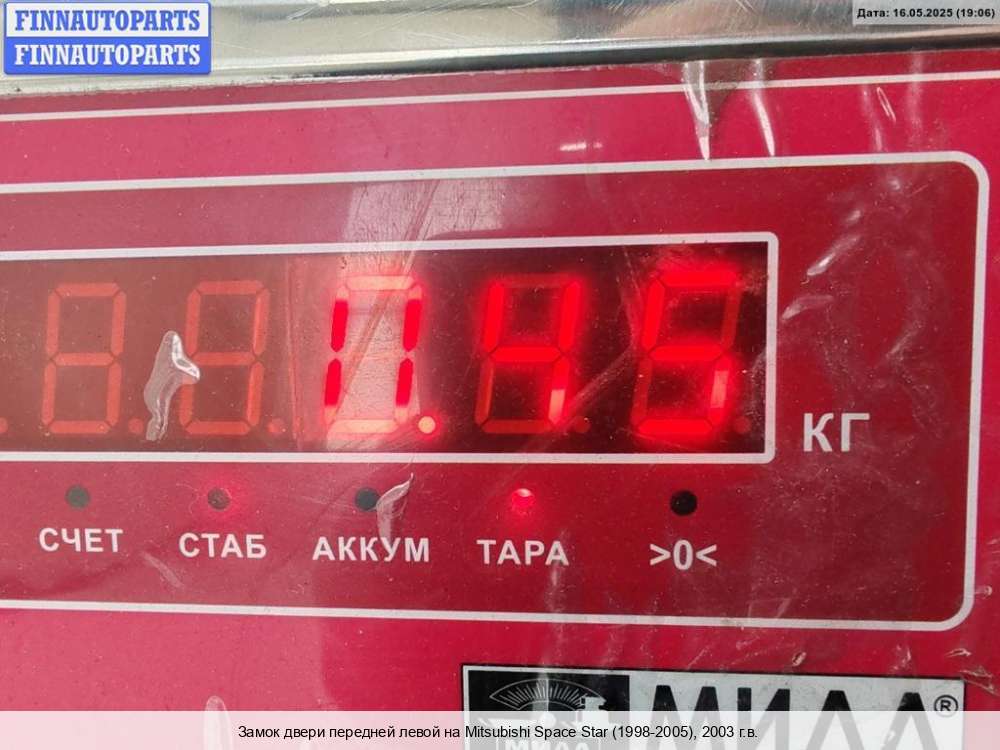 FINNAUTOPARTS
FINNAUTOPARTS
Дата: 16.05.2025 (19:06)
0.45
КГ
СЧЕТ СТАБ АККУМ ТАРА >0<
МИДЛ®
Замок двери передней левой на Mitsubishi Space Star (1998-2005), 2003 г.в.